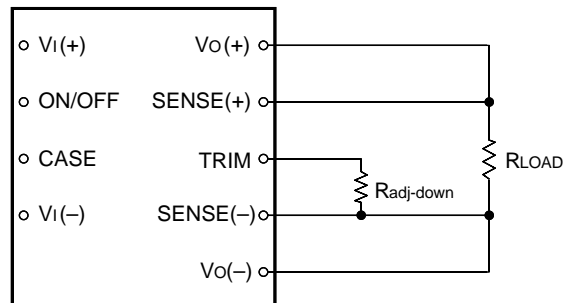 VI(+) VO(+)
ON/OFF SENSE(+)
CASE TRIM RLOAD
Radj-down
VI(–) SENSE(–)
VO(–)